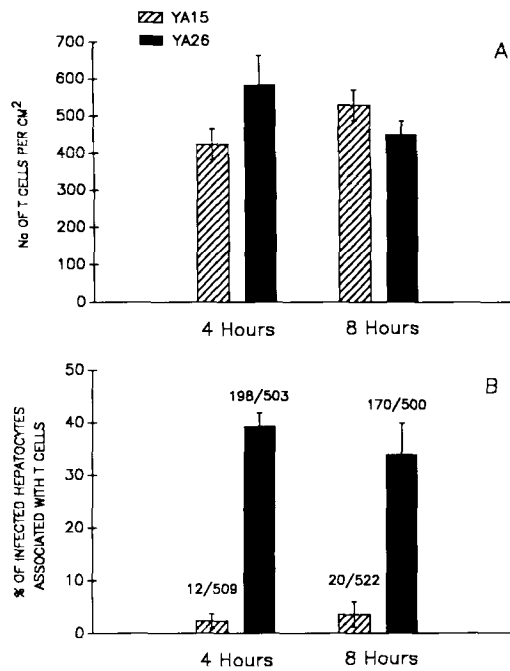 YA15
YA26
A
No OF T CELLS PER CM²
700
600
500
400
300
200
100
0
4 Hours
8 Hours
B
% OF INFECTED HEPATOCYTES
ASSOCIATED WITH T CELLS
50
40
30
20
10
0
198/503
170/500
12/509
20/522
4 Hours
8 Hours